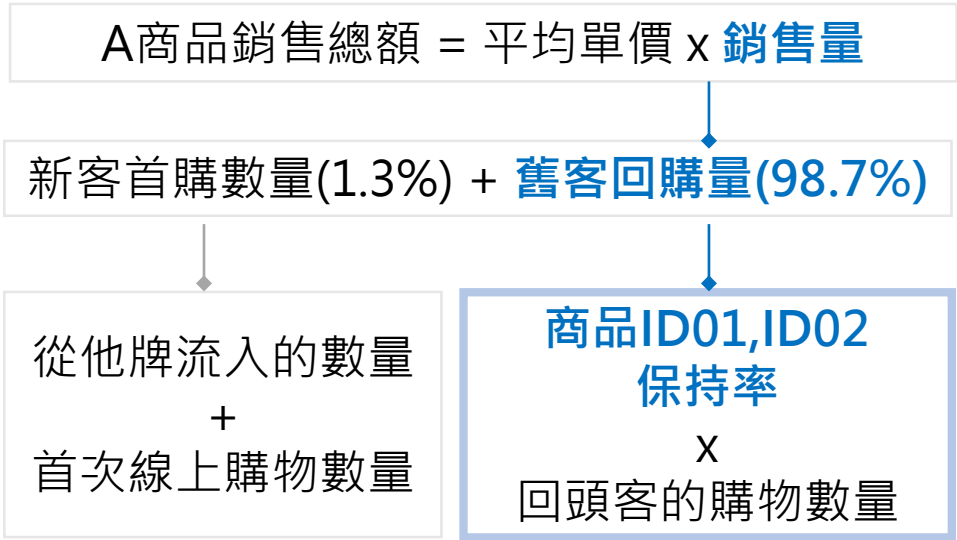 A商品銷售總額 = 平均單價 x 銷售量
新客首購數量(1.3%) + 舊客回購量(98.7%)
從他牌流入的數量
+
首次線上購物數量
商品ID01,ID02
保持率
x
回頭客的購物數量